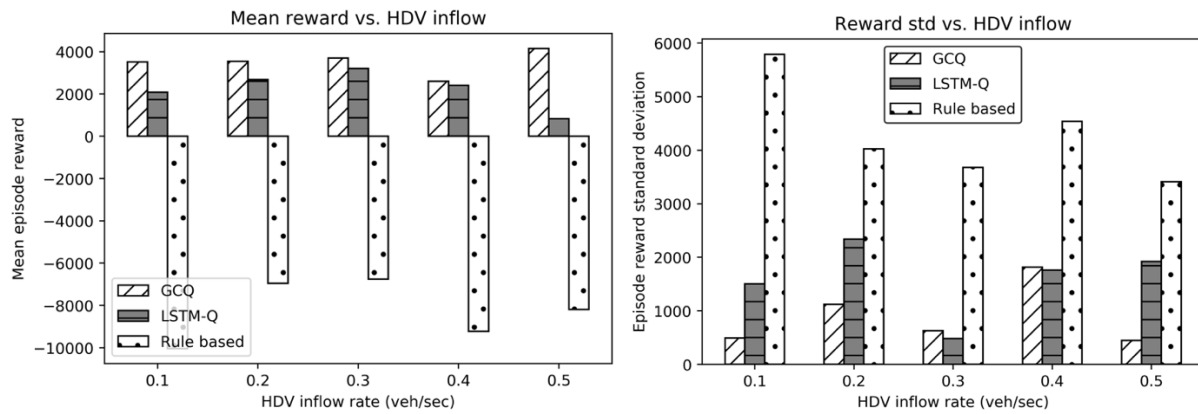 Mean reward vs. HDV inflow
Mean episode reward
4000
2000
0
−2000
−4000
−6000
−8000
−10000
GCQ
LSTM-Q
Rule based
0.1 0.2 0.3 0.4 0.5
HDV inflow rate (veh/sec)
Reward std vs. HDV inflow
Episode reward standard deviation
6000
5000
4000
3000
2000
1000
0
GCQ
LSTM-Q
Rule based
0.1 0.2 0.3 0.4 0.5
HDV inflow rate (veh/sec)